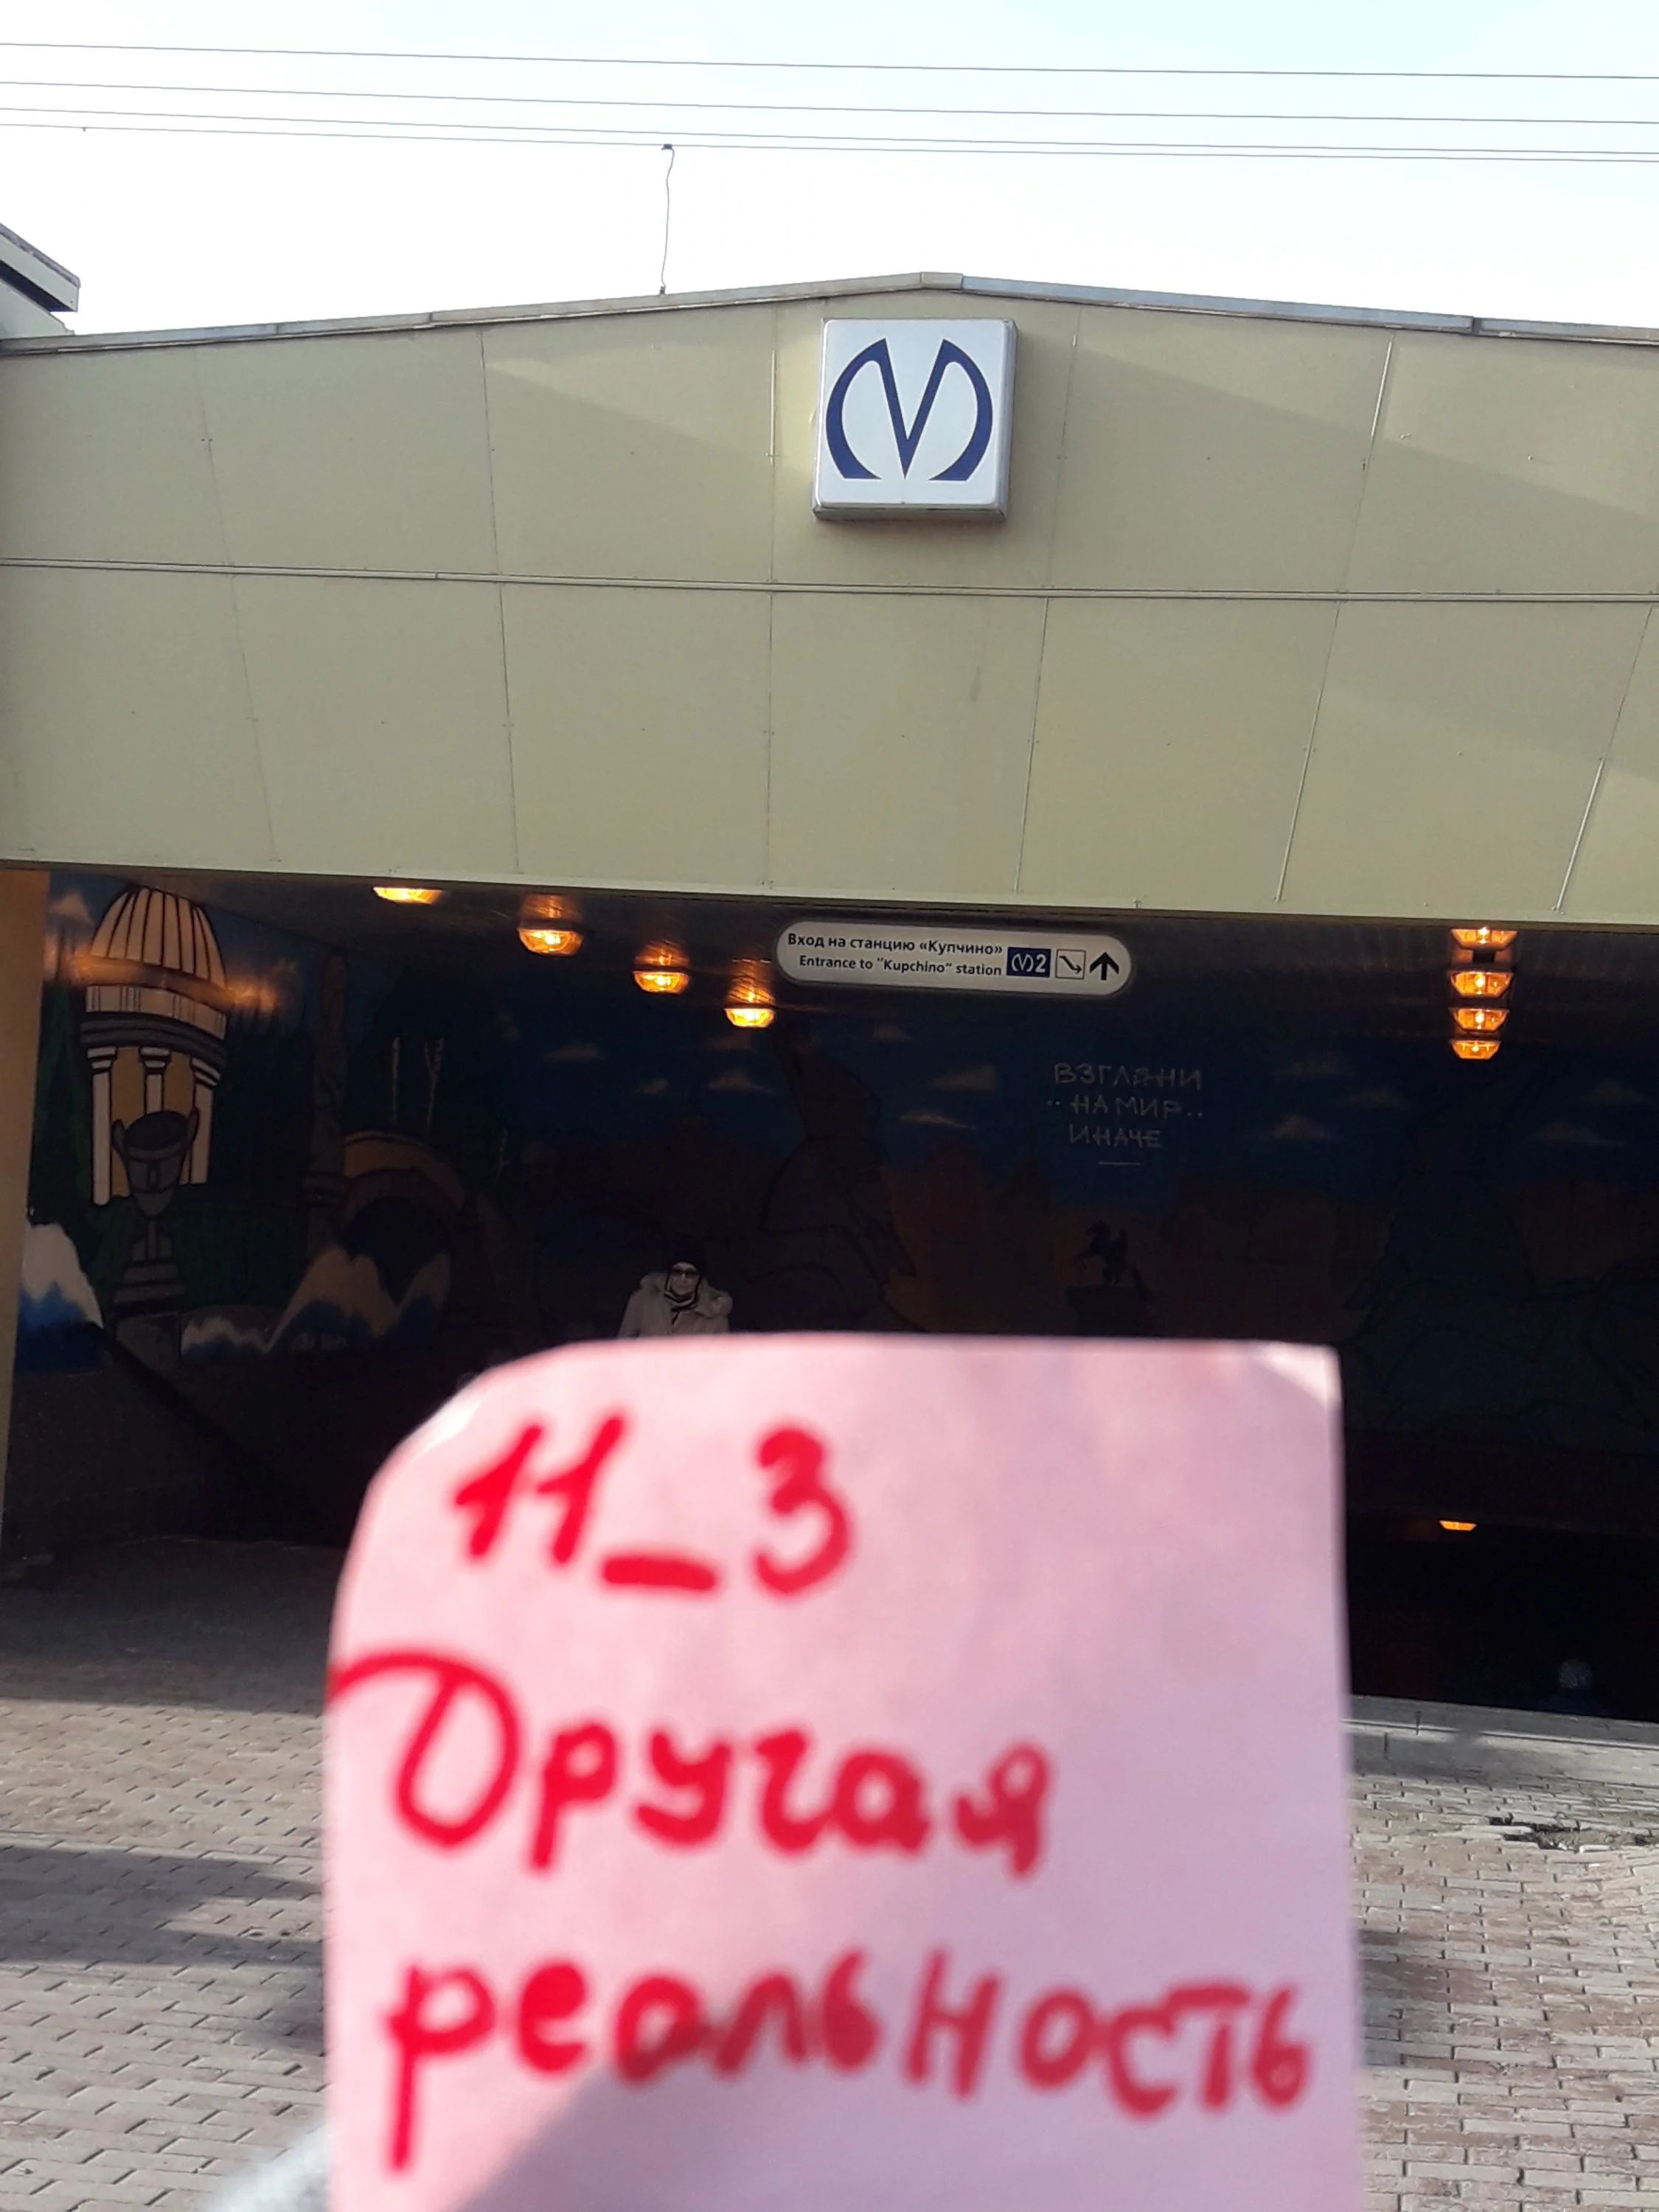 М
Вход на станцию «Купчино»
Entrance to "Kupchino" station
М2
ВЗГЛЯНИ
·· НА МИР ··
ИНАЧЕ
11_3
Другая
реальность